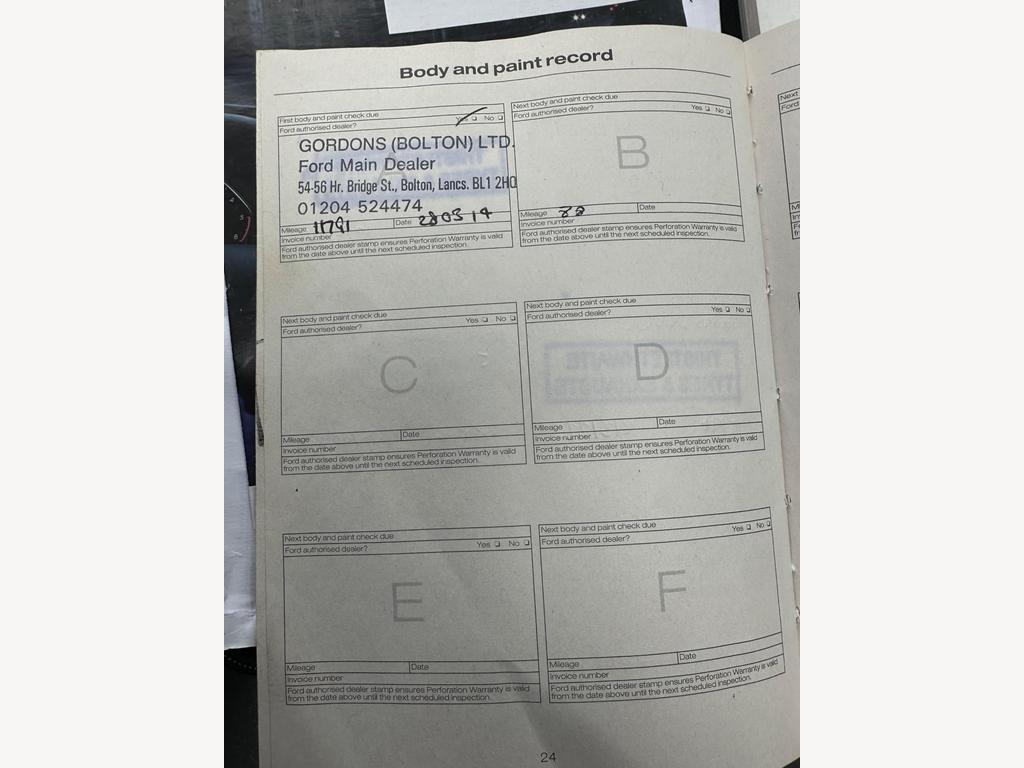 Body and paint record
First body and paint check due
Ford authorised dealer? Yes No
GORDONS (BOLTON) LTD.
Ford Main Dealer
54-56 Hr. Bridge St., Bolton, Lancs. BL1 2HQ
01204 524474
Mileage 11791 Date 28 03 14
Invoice number
Ford authorised dealer stamp ensures Perforation Warranty is valid
from the date above until the next scheduled inspection.
Next body and paint check due
Ford authorised dealer? Yes No
B
Mileage 88 Date
Invoice number
Ford authorised dealer stamp ensures Perforation Warranty is valid
from the date above until the next scheduled inspection.
Next body and paint check due
Ford authorised dealer? Yes No
C
Mileage Date
Invoice number
Ford authorised dealer stamp ensures Perforation Warranty is valid
from the date above until the next scheduled inspection.
Next body and paint check due
Ford authorised dealer? Yes No
D
Mileage Date
Invoice number
Ford authorised dealer stamp ensures Perforation Warranty is valid
from the date above until the next scheduled inspection.
Next body and paint check due
Ford authorised dealer? Yes No
E
Mileage Date
Invoice number
Ford authorised dealer stamp ensures Perforation Warranty is valid
from the date above until the next scheduled inspection.
Next body and paint check due
Ford authorised dealer? Yes No
F
Mileage Date
Invoice number
Ford authorised dealer stamp ensures Perforation Warranty is valid
from the date above until the next scheduled inspection.
24
Next
Ford